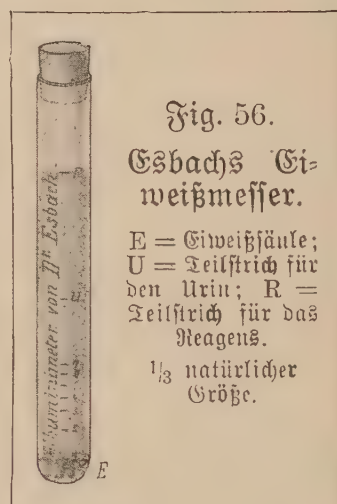 Fig. 56.
Esbachs Ei-
weißmesser.
E = Eiweißsäule;
U = Teilstrich für
den Urin; R =
Teilstrich für das
Reagens.
1/3 natürlicher
Größe.
lbuminimeter von Dr. Esbach
E